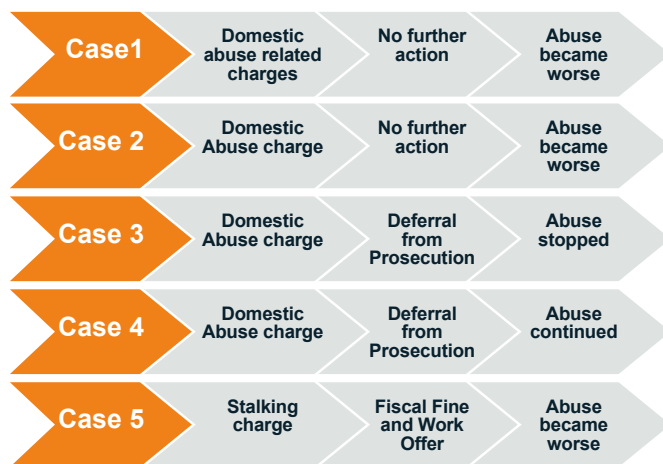 Case1
Domestic
abuse related
charges
No further
action
Abuse
became
worse
Case 2
Domestic
Abuse charge
No further
action
Abuse
became
worse
Case 3
Domestic
Abuse charge
Deferral
from
Prosecution
Abuse
stopped
Case 4
Domestic
Abuse charge
Deferral
from
Prosecution
Abuse
continued
Case 5
Stalking
charge
Fiscal Fine
and Work
Offer
Abuse
became
worse